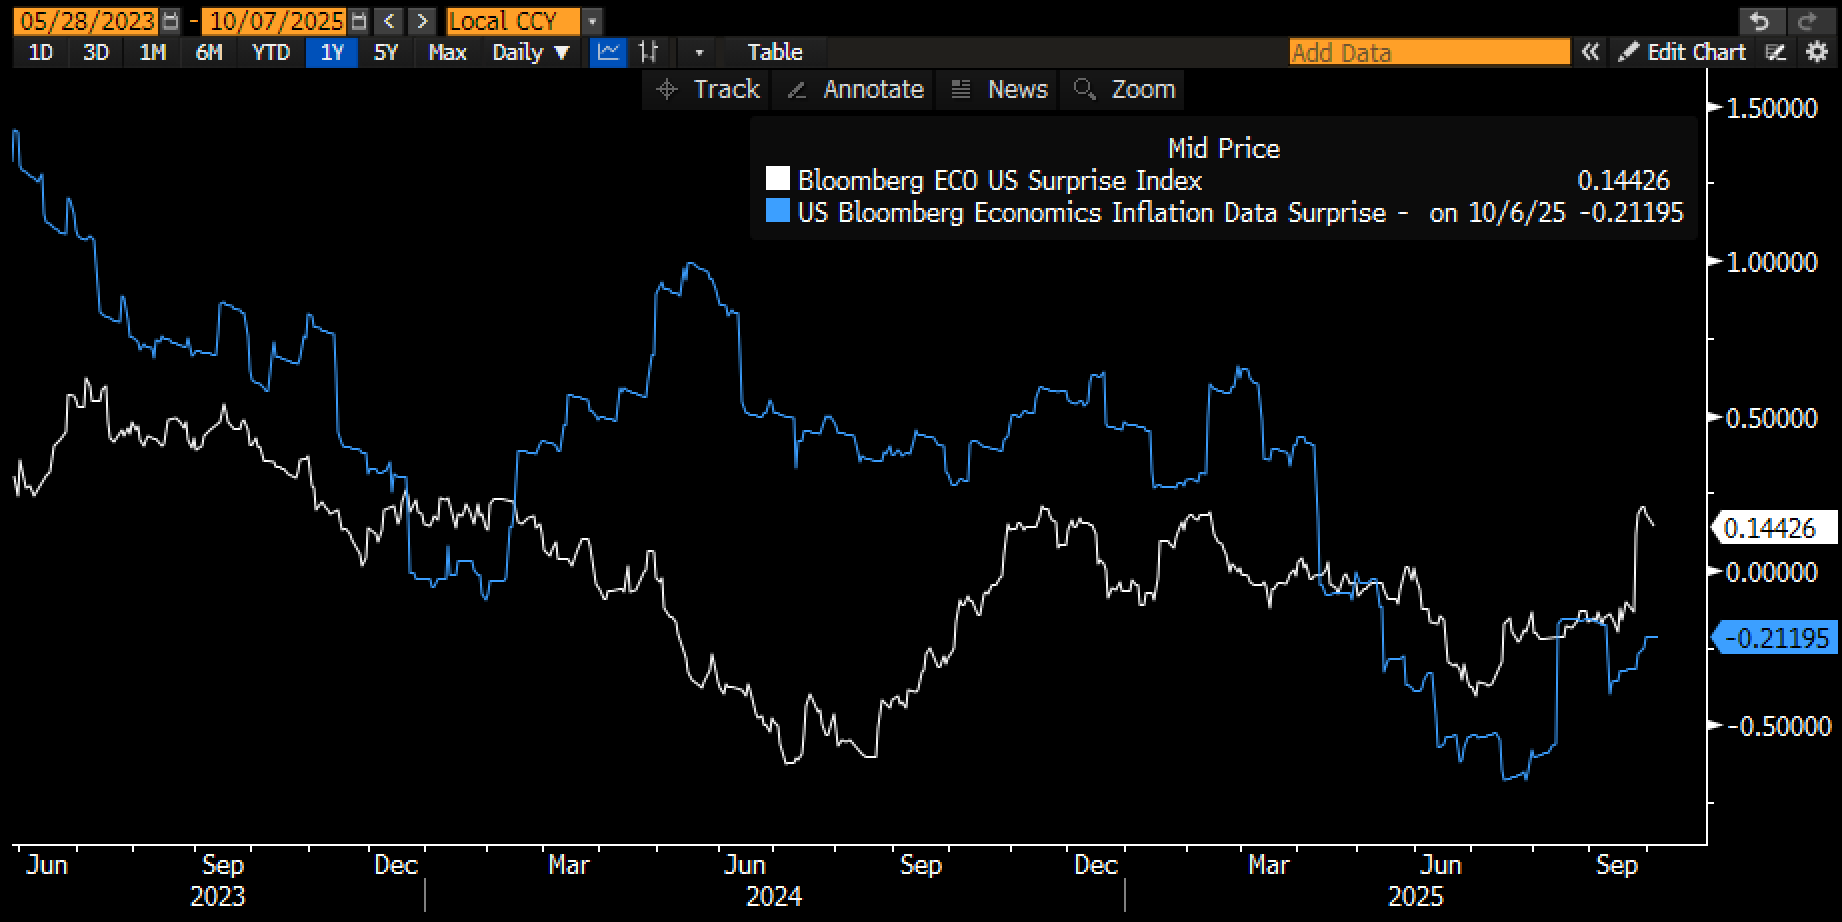 05/28/2023 - 10/07/2025 < > Local CCY
1D 3D 1M 6M YTD 1Y 5Y Max Daily ▼ Table Add Data « Edit Chart
Track Annotate News Zoom
Mid Price
Bloomberg ECO US Surprise Index 0.14426
US Bloomberg Economics Inflation Data Surprise - on 10/6/25 -0.21195
1.50000
1.00000
0.50000
0.14426
0.00000
-0.21195
-0.50000
Jun Sep Dec Mar Jun Sep Dec Mar Jun Sep
2023 2024 2025